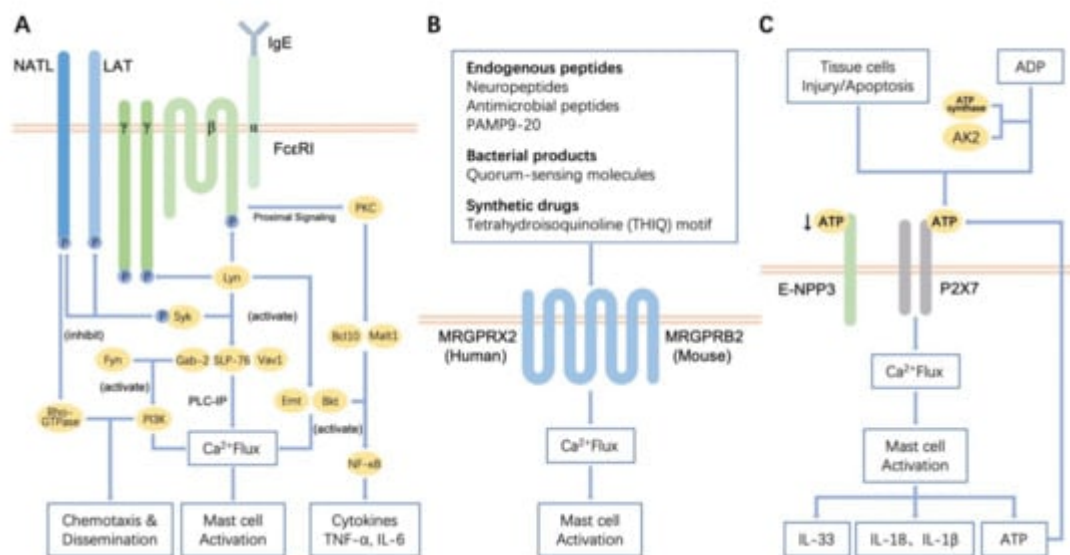 A
IgE
NATL
LAT
γ
γ
β
α
FcεRI
P
Proximal Signaling
PKC
P
P
P
P
Lyn
P
Syk
(activate)
(inhibit)
Bcl10
Malt1
Fyn
Gab-2
SLP-76
Vav1
(activate)
PLC-IP
Emt
Bkt
(activate)
Rho-
GTPase
PI3K
Ca²⁺Flux
NF-κB
Chemotaxis &
Dissemination
Mast cell
Activation
Cytokines
TNF-α, IL-6
B
Endogenous peptides
Neuropeptides
Antimicrobial peptides
PAMP9-20
Bacterial products
Quorum-sensing molecules
Synthetic drugs
Tetrahydroisoquinoline (THIQ) motif
MRGPRX2
(Human)
MRGPRB2
(Mouse)
Ca²⁺Flux
Mast cell
Activation
C
Tissue cells
Injury/Apoptosis
ADP
ATP
synthase
AK2
↓ATP
ATP
E-NPP3
P2X7
Ca²⁺Flux
Mast cell
Activation
IL-33
IL-18、IL-1β
ATP